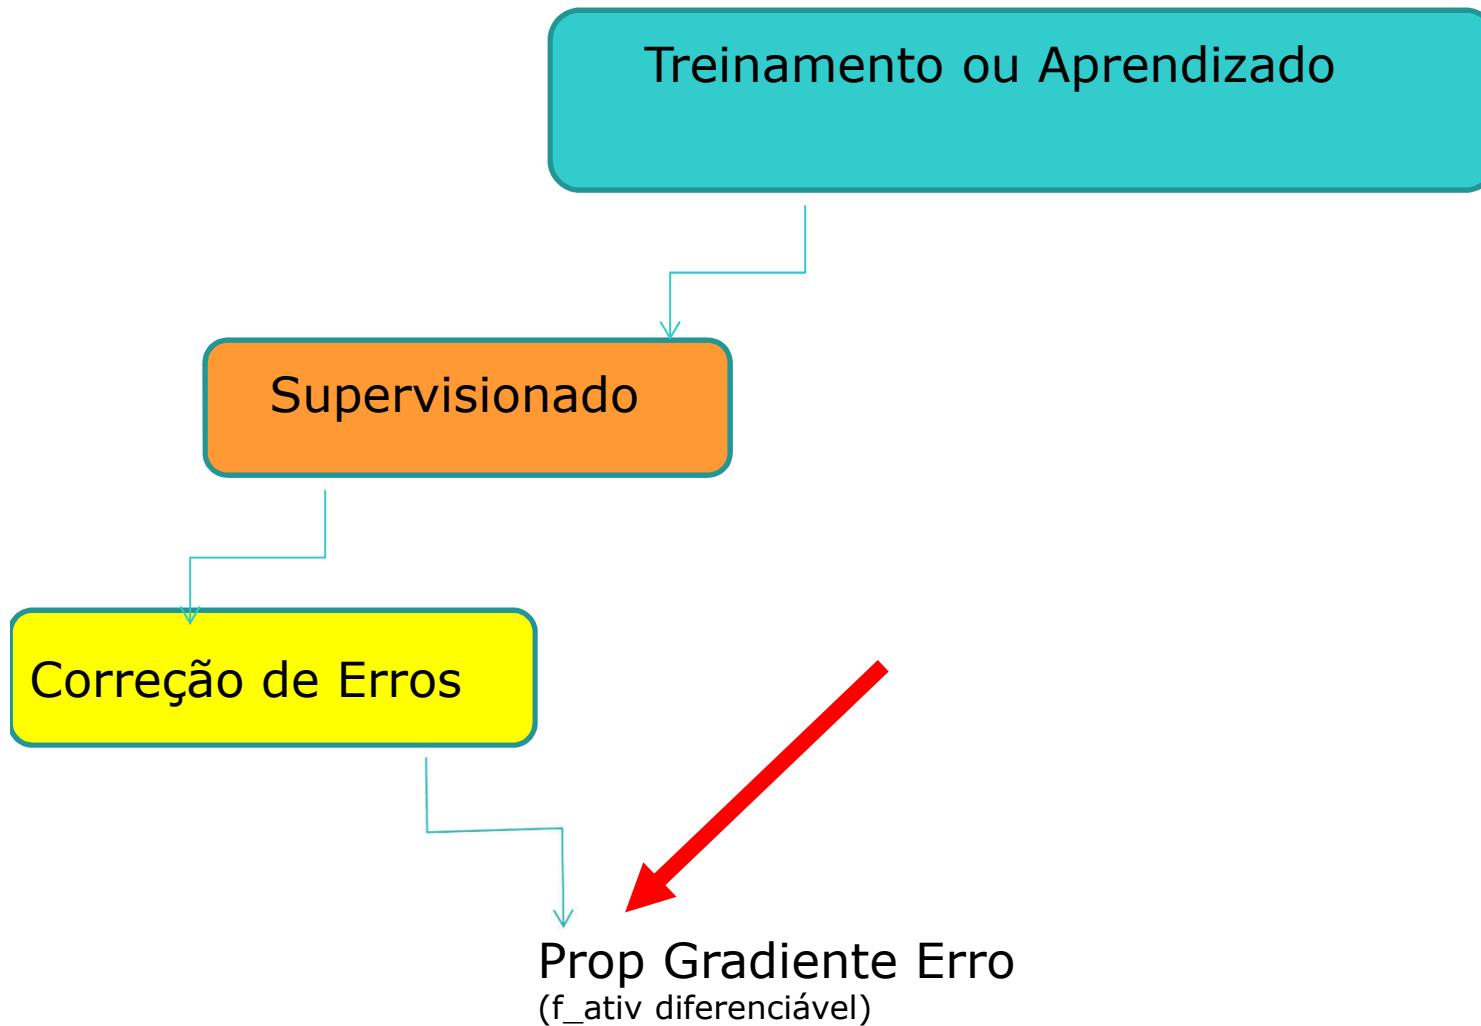 Treinamento ou Aprendizado
Supervisionado
Correção de Erros
Prop Gradiente Erro
(f_ativ diferenciável)